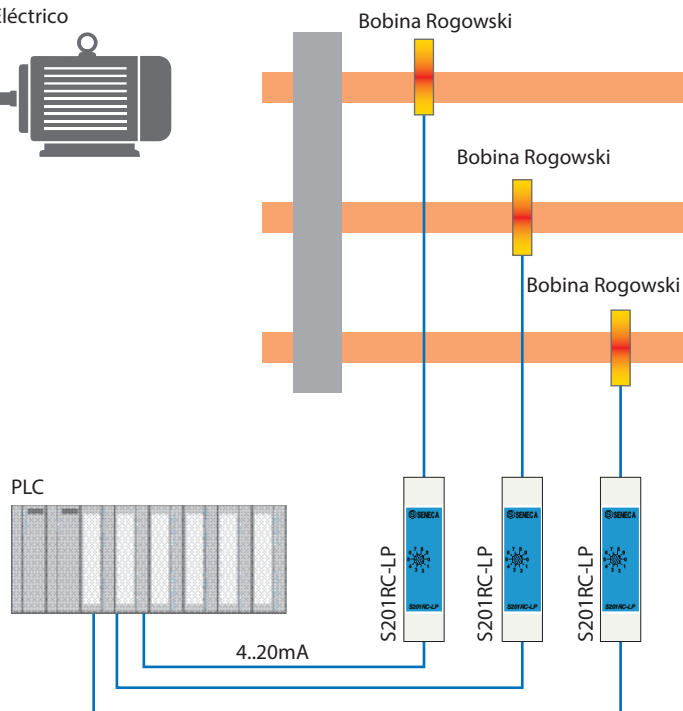 Eléctrico
Bobina Rogowski
Bobina Rogowski
Bobina Rogowski
PLC
SENECA
SENECA
SENECA
S201RC-LP
S201RC-LP
S201RC-LP
S201RC-LP
S201RC-LP
S201RC-LP
4..20mA